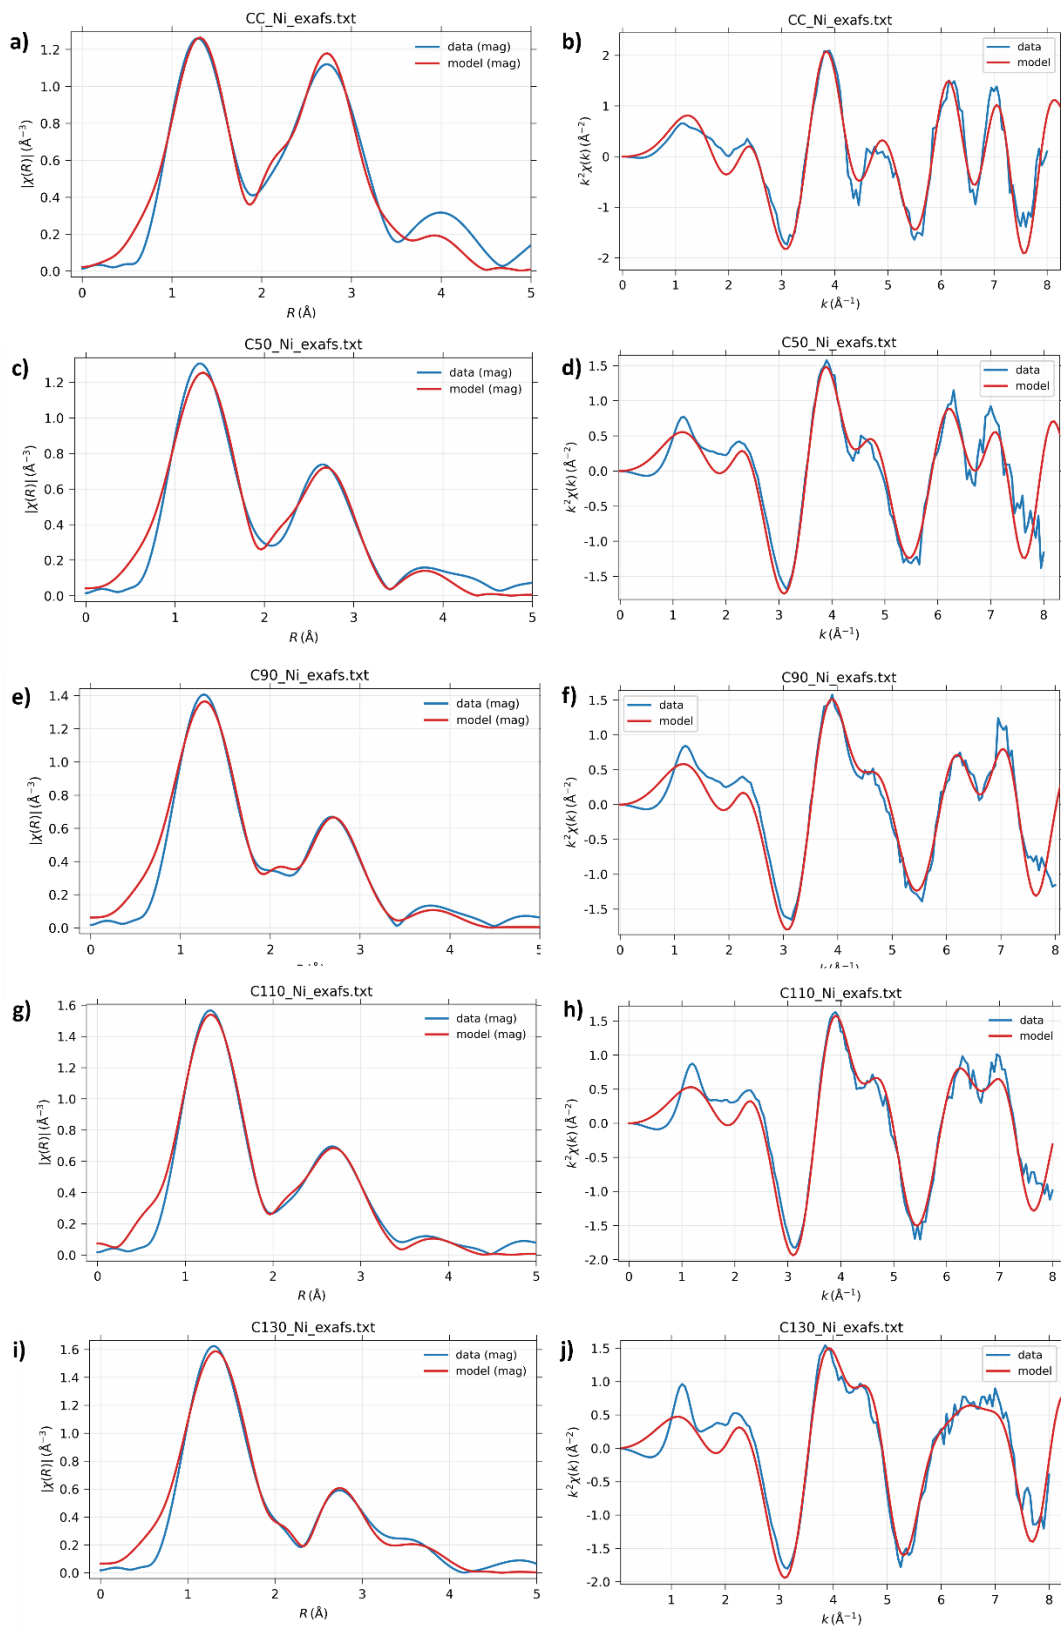 CC_Ni_exafs.txt
a)
data (mag)
model (mag)
1.2
1.0
0.8
0.6
0.4
0.2
0.0
|χ(R)| (Å⁻³)
0 1 2 3 4 5
R (Å)
CC_Ni_exafs.txt
b)
data
model
2
1
0
-1
-2
k²χ(k) (Å⁻²)
0 1 2 3 4 5 6 7 8
k (Å⁻¹)
C50_Ni_exafs.txt
c)
data (mag)
model (mag)
1.2
1.0
0.8
0.6
0.4
0.2
0.0
|χ(R)| (Å⁻³)
0 1 2 3 4 5
R (Å)
C50_Ni_exafs.txt
d)
data
model
1.5
1.0
0.5
0.0
-0.5
-1.0
-1.5
k²χ(k) (Å⁻²)
0 1 2 3 4 5 6 7 8
k (Å⁻¹)
C90_Ni_exafs.txt
e)
data (mag)
model (mag)
1.4
1.2
1.0
0.8
0.6
0.4
0.2
0.0
|χ(R)| (Å⁻³)
0 1 2 3 4 5
C90_Ni_exafs.txt
f)
data
model
1.5
1.0
0.5
0.0
-0.5
-1.0
-1.5
k²χ(k) (Å⁻²)
0 1 2 3 4 5 6 7 8
k (Å⁻¹)
C110_Ni_exafs.txt
g)
data (mag)
model (mag)
1.6
1.4
1.2
1.0
0.8
0.6
0.4
0.2
0.0
|χ(R)| (Å⁻³)
0 1 2 3 4 5
R (Å)
C110_Ni_exafs.txt
h)
data
model
1.5
1.0
0.5
0.0
-0.5
-1.0
-1.5
-2.0
k²χ(k) (Å⁻²)
0 1 2 3 4 5 6 7 8
k (Å⁻¹)
C130_Ni_exafs.txt
i)
data (mag)
model (mag)
1.6
1.4
1.2
1.0
0.8
0.6
0.4
0.2
0.0
|χ(R)| (Å⁻³)
0 1 2 3 4 5
R (Å)
C130_Ni_exafs.txt
j)
data
model
1.5
1.0
0.5
0.0
-0.5
-1.0
-1.5
-2.0
k²χ(k) (Å⁻²)
0 1 2 3 4 5 6 7 8
k (Å⁻¹)